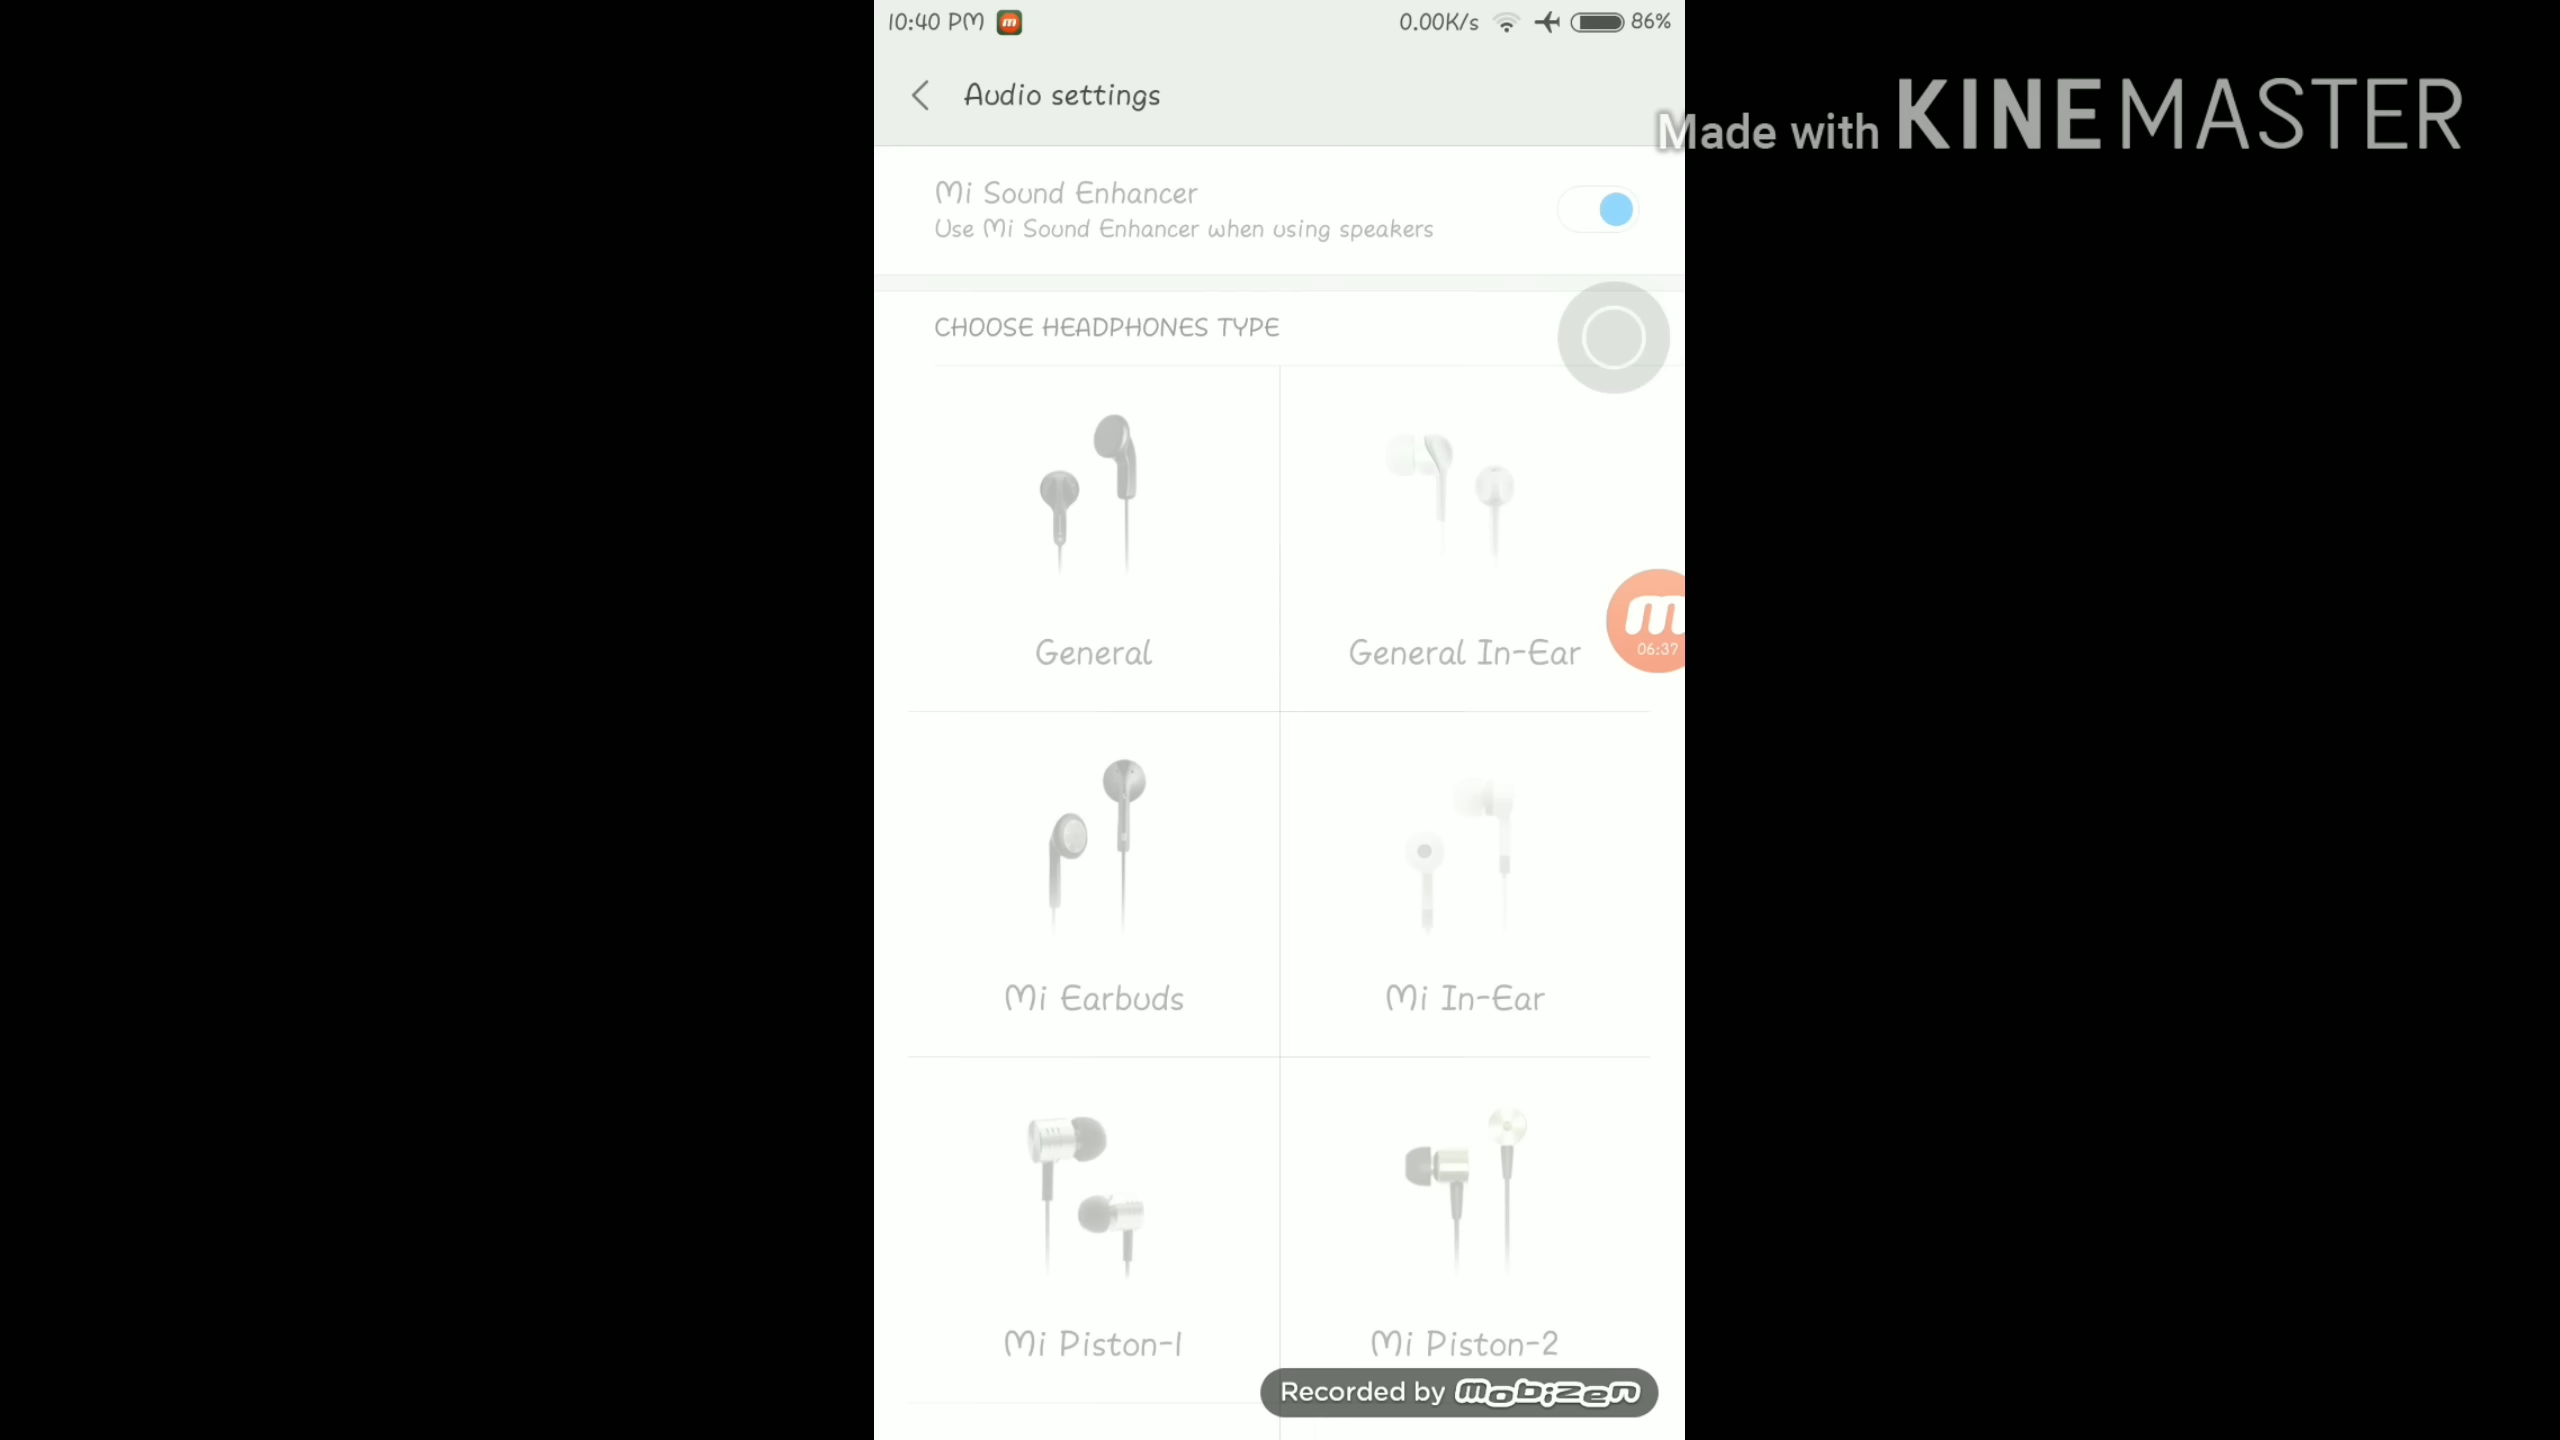 10:40 PM
0.00K/s
86%
Audio settings
Made with KINEMASTER
Mi Sound Enhancer
Use Mi Sound Enhancer when using speakers
CHOOSE HEADPHONES TYPE
General
General In-Ear
m
06:37
Mi Earbuds
Mi In-Ear
Mi Piston-1
Mi Piston-2
Recorded by mobizen